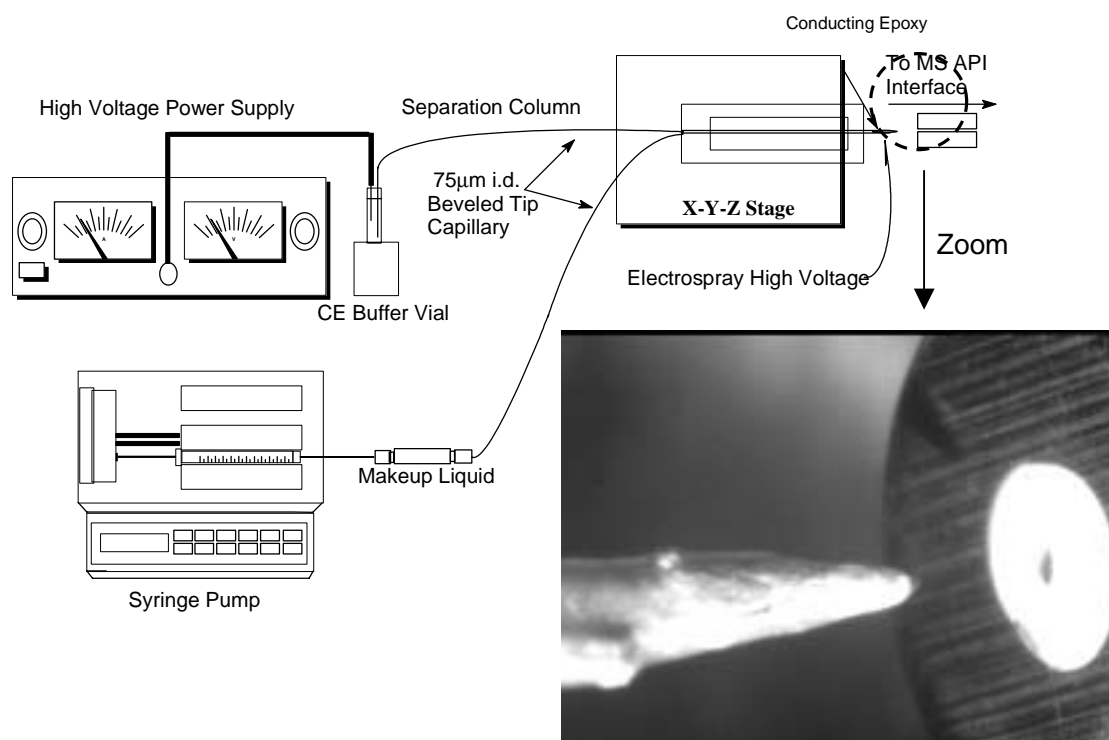 Conducting Epoxy
To MS API
Interface
High Voltage Power Supply
Separation Column
75μm i.d.
Beveled Tip
Capillary
X-Y-Z Stage
A
V
Zoom
Electrospray High Voltage
CE Buffer Vial
Makeup Liquid
Syringe Pump